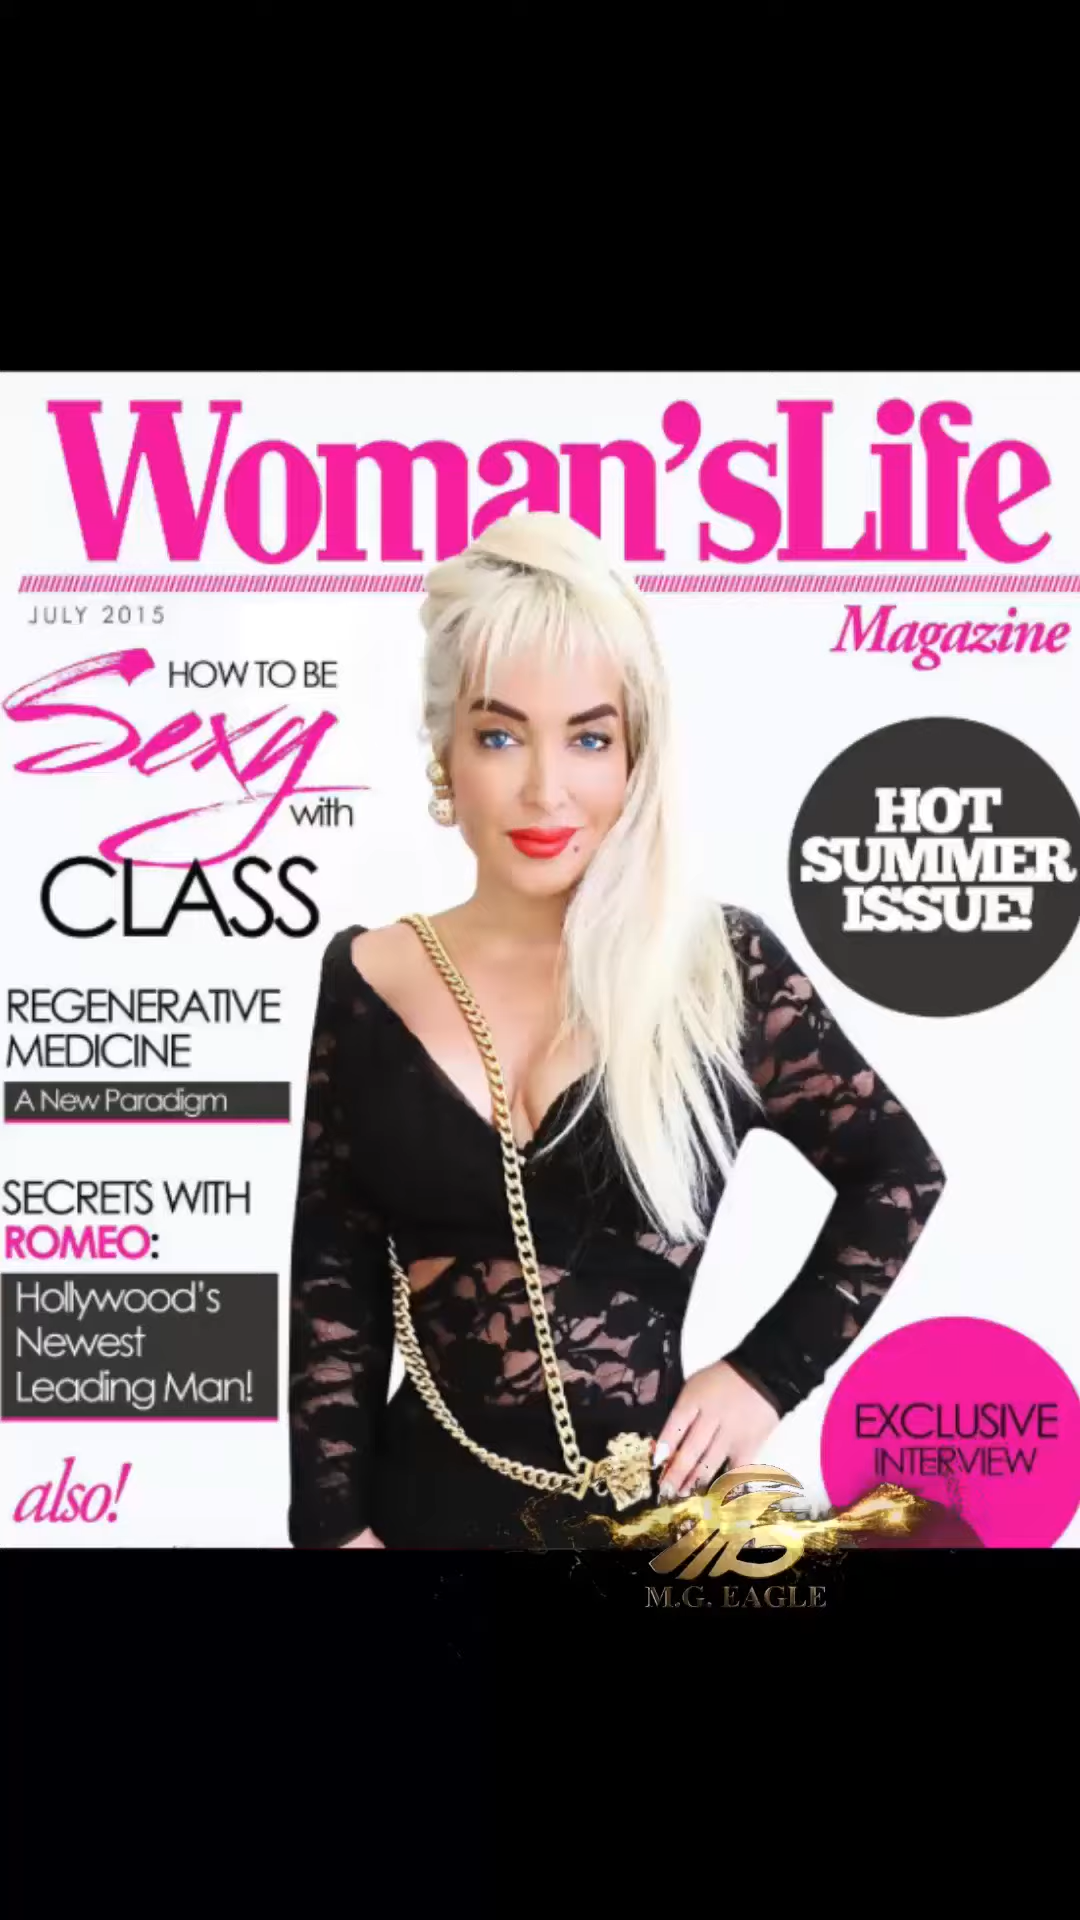 Woman'sLife
JULY 2015
Magazine
HOW TO BE
Sexy
with
CLASS
HOT
SUMMER
ISSUE!
REGENERATIVE
MEDICINE
A New Paradigm
SECRETS WITH
ROMEO:
Hollywood's
Newest
Leading Man!
EXCLUSIVE
INTERVIEW
also!
M.G. EAGLE